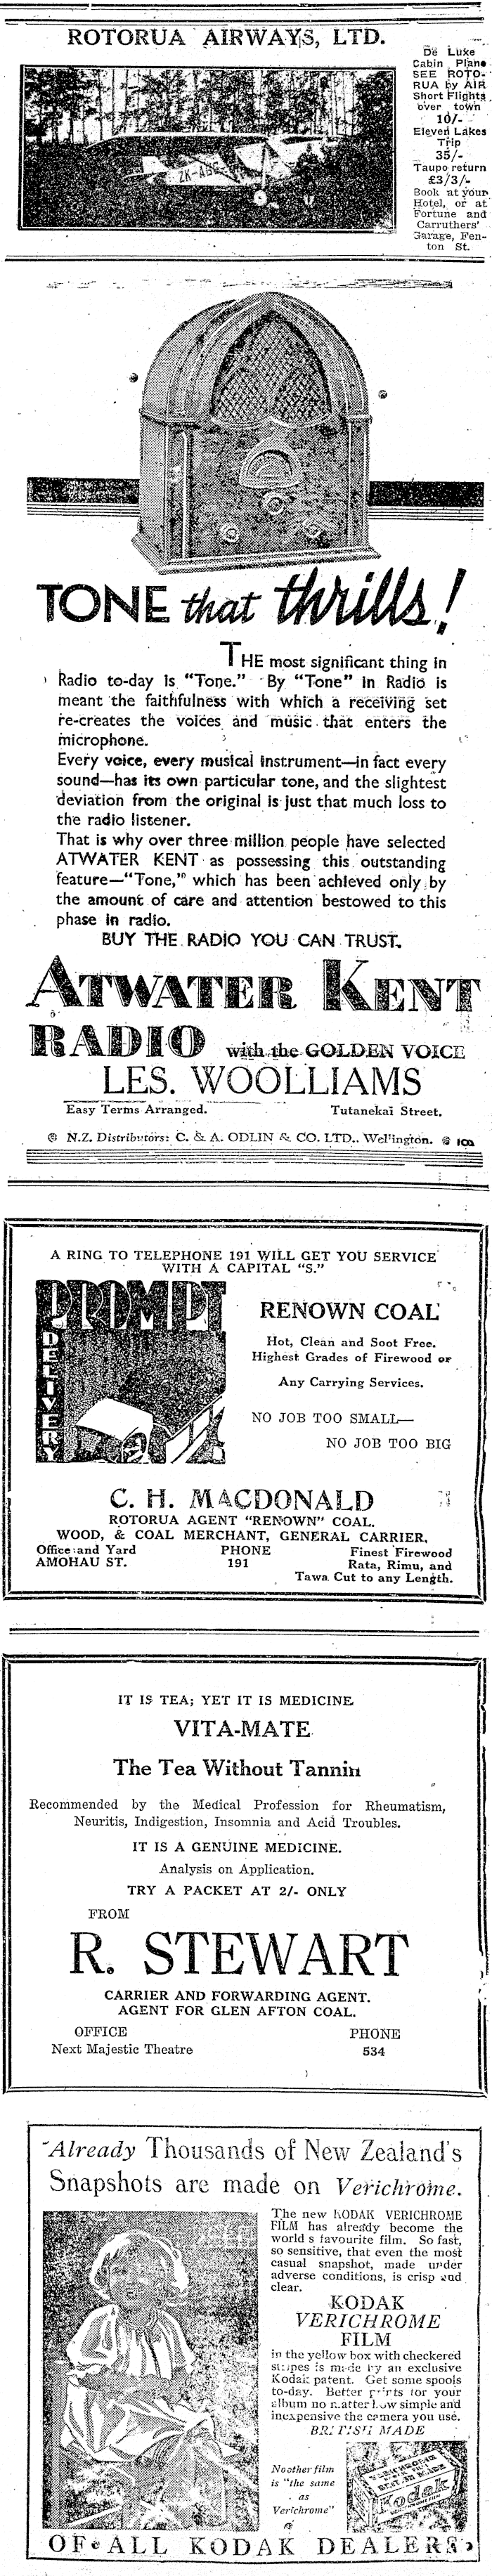 ROTORUA AIRWAYS, LTD.
ZK-ABC
De Luxe
Cabin Plane
SEE ROTO-
RUA by AIR
Short Flights
over town
10/-
Eleven Lakes
Trip
35/-
Taupo return
£3/3/-
Book at your
Hotel, or at
Fortune and
Carruthers'
Garage, Fen-
ton St.
TONE that thrills!
THE most significant thing in
Radio to-day is "Tone." By "Tone" in Radio is
meant the faithfulness with which a receiving set
re-creates the voices and music that enters the
microphone.
Every voice, every musical instrument—in fact every
sound—has its own particular tone, and the slightest
deviation from the original is just that much loss to
the radio listener.
That is why over three million people have selected
ATWATER KENT as possessing this outstanding
feature—"Tone," which has been achieved only by
the amount of care and attention bestowed to this
phase in radio.
BUY THE RADIO YOU CAN TRUST.
ATWATER KENT
RADIO with the GOLDEN VOICE
LES. WOOLLIAMS
Easy Terms Arranged. Tutanekai Street.
N.Z. Distributors: C. & A. ODLIN & CO. LTD., Wellington.
A RING TO TELEPHONE 191 WILL GET YOU SERVICE
WITH A CAPITAL "S."
PROMPT
DELIVERY
RENOWN COAL
Hot, Clean and Soot Free.
Highest Grades of Firewood or
Any Carrying Services.
NO JOB TOO SMALL—
NO JOB TOO BIG
C. H. MACDONALD
ROTORUA AGENT "RENOWN" COAL.
WOOD, & COAL MERCHANT, GENERAL CARRIER,
Office and Yard PHONE Finest Firewood
AMOHAU ST. 191 Rata, Rimu, and
Tawa Cut to any Length.
IT IS TEA; YET IT IS MEDICINE
VITA-MATE
The Tea Without Tannin
Recommended by the Medical Profession for Rheumatism,
Neuritis, Indigestion, Insomnia and Acid Troubles.
IT IS A GENUINE MEDICINE.
Analysis on Application.
TRY A PACKET AT 2/- ONLY
FROM
R. STEWART
CARRIER AND FORWARDING AGENT.
AGENT FOR GLEN AFTON COAL.
OFFICE PHONE
Next Majestic Theatre 534
Already Thousands of New Zealand's
Snapshots are made on Verichrome.
The new KODAK VERICHROME
FILM has already become the
world s favourite film. So fast,
so sensitive, that even the most
casual snapshot, made under
adverse conditions, is crisp and
clear.
KODAK
VERICHROME
FILM
in the yellow box with checkered
stripes is made by an exclusive
Kodak patent. Get some spools
to-day. Better prints for your
album no matter how simple and
inexpensive the camera you use.
BRITISH MADE
No other film
is "the same
as
Verichrome"
VERICHROME
Kodak
OF ALL KODAK DEALERS